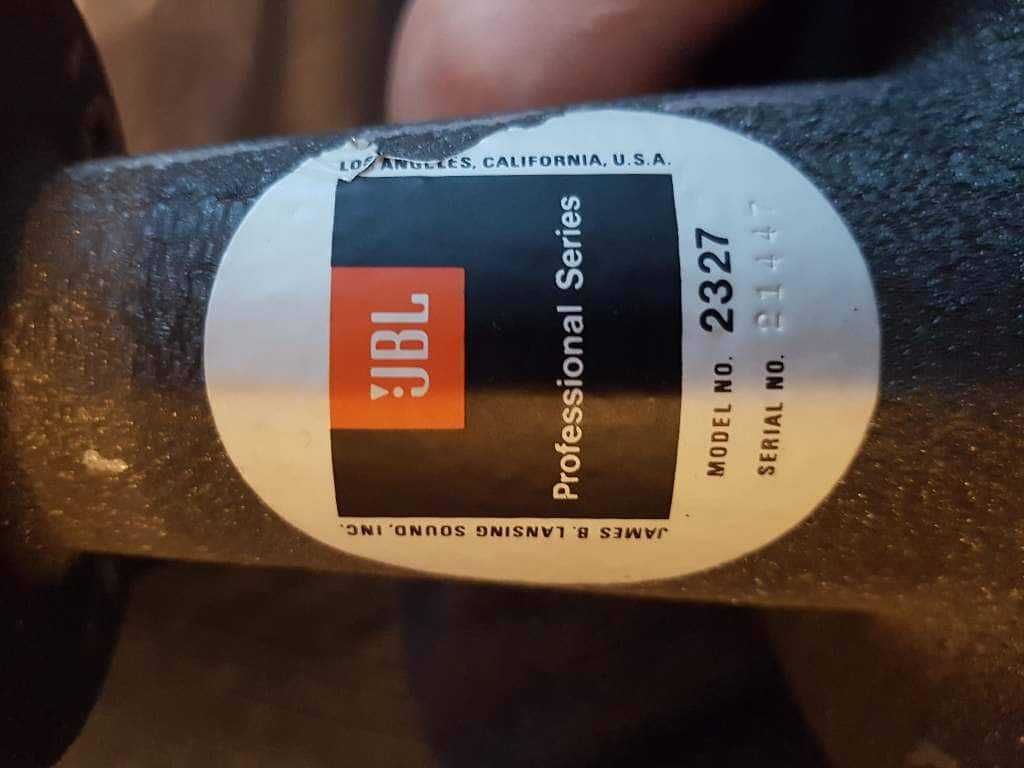 LOS ANGELES, CALIFORNIA, U.S.A.
JBL
Professional Series
MODEL NO. 2327
SERIAL NO. 21447
JAMES B. LANSING SOUND, INC.